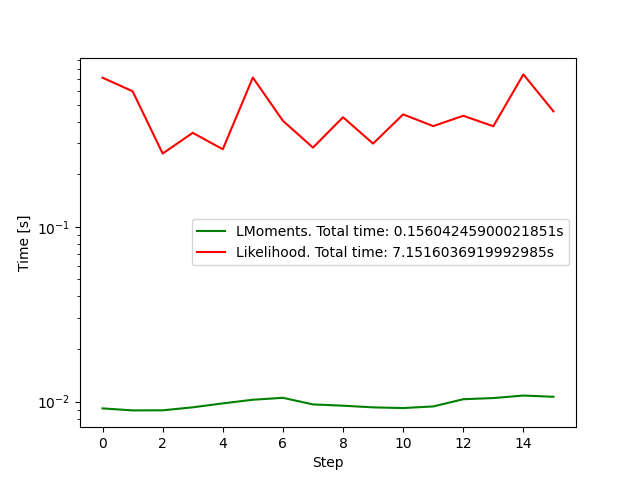 Time [s]
10⁻¹
10⁻²
LMoments. Total time: 0.15604245900021851s
Likelihood. Total time: 7.1516036919992985s
0 2 4 6 8 10 12 14
Step